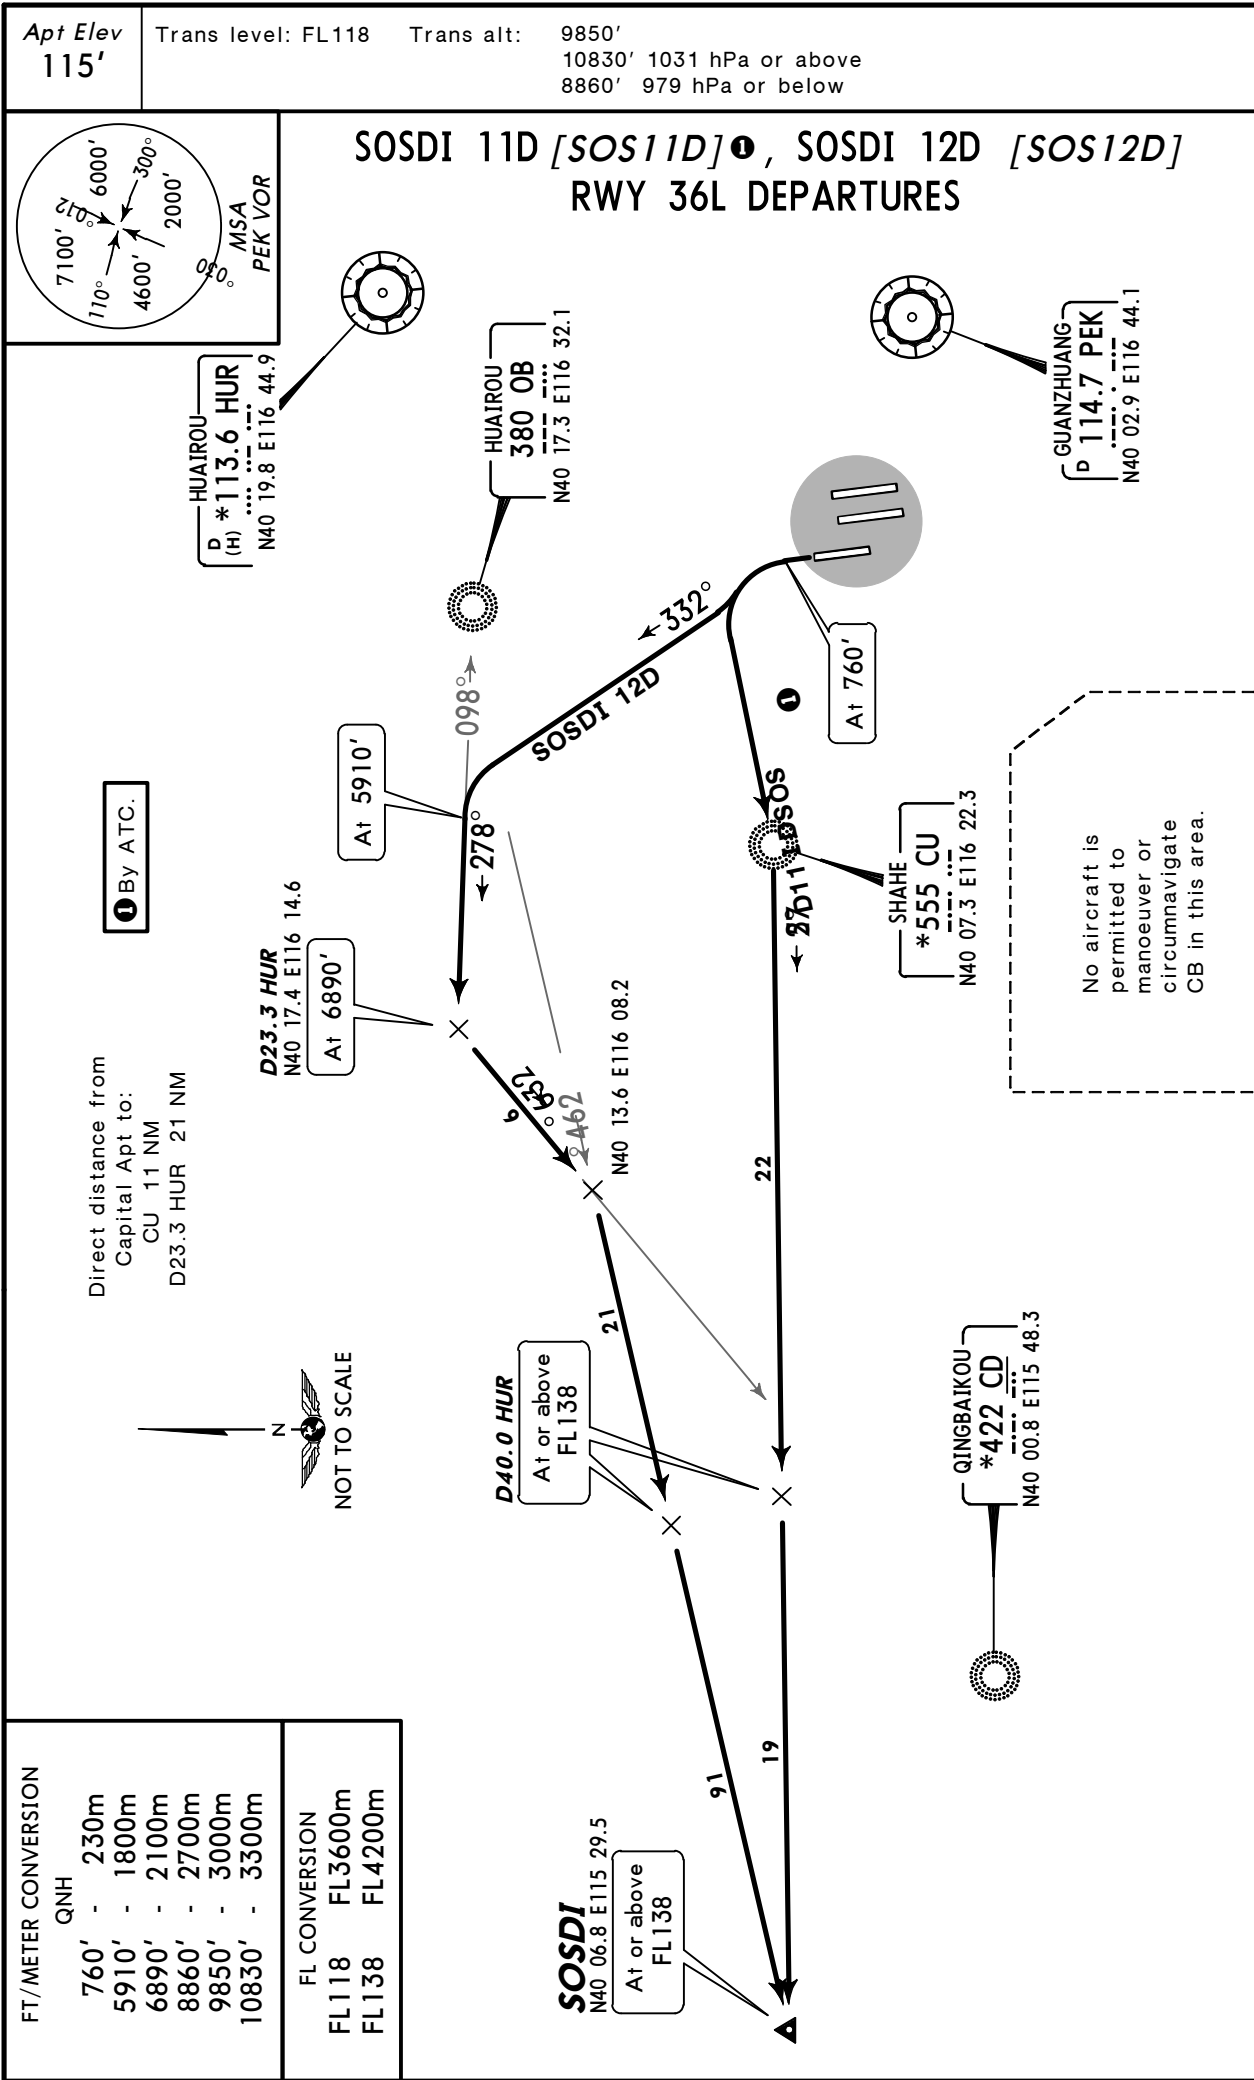 Apt Elev
115'
Trans level: FL118 Trans alt: 9850'
10830' 1031 hPa or above
8860' 979 hPa or below
SOSDI 11D [SOS11D] ❶, SOSDI 12D [SOS12D]
RWY 36L DEPARTURES
7100'
6000'
2000'
4600'
012°
300°
110°
030°
MSA
PEK VOR
HUAIROU
D
(H) *113.6 HUR
N40 19.8 E116 44.9
HUAIROU
380 OB
N40 17.3 E116 32.1
GUANZHUANG
D 114.7 PEK
N40 02.9 E116 44.1
332°
SOSDI 12D
098°
At 5910'
278°
At 760'
❶
❶ By ATC.
SHAHE
*555 CU
N40 07.3 E116 22.3
No aircraft is
permitted to
manoeuver or
circumnavigate
CB in this area.
D23.3 HUR
N40 17.4 E116 14.6
At 6890'
Direct distance from
Capital Apt to:
CU 11 NM
D23.3 HUR 21 NM
6
N40 13.6 E116 08.2
22
21
D40.0 HUR
At or above
FL138
N
NOT TO SCALE
QINGBAIKOU
*422 CD
N40 00.8 E115 48.3
19
SOSDI
N40 06.8 E115 29.5
At or above
FL138
FT/METER CONVERSION
QNH
760' - 230m
5910' - 1800m
6890' - 2100m
8860' - 2700m
9850' - 3000m
10830' - 3300m
FL CONVERSION
FL118 FL3600m
FL138 FL4200m